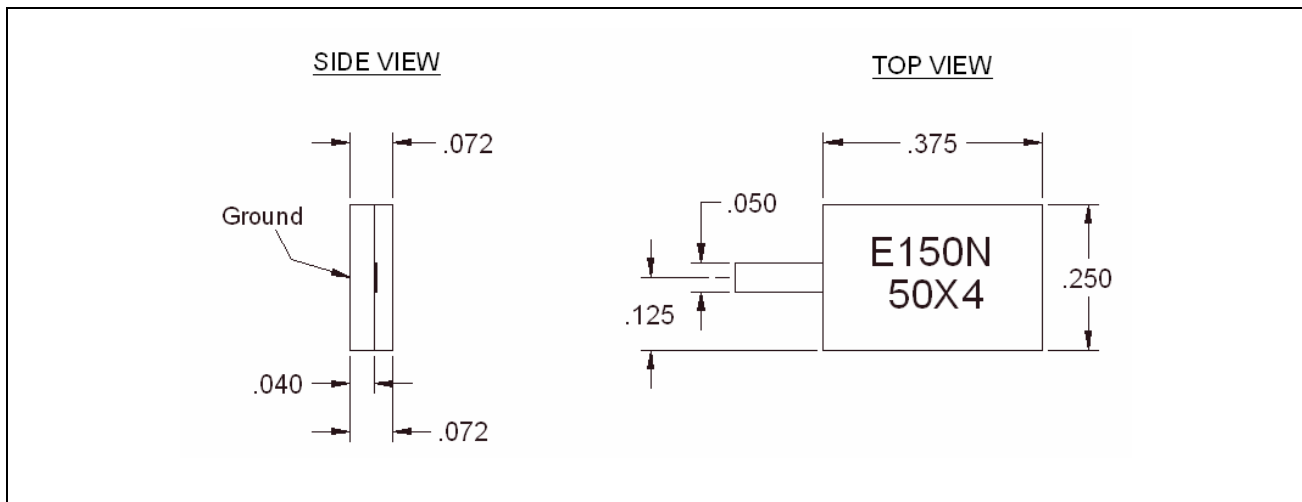 SIDE VIEW
TOP VIEW
.072
.375
Ground
.050
E150N
50X4
.250
.125
.040
.072